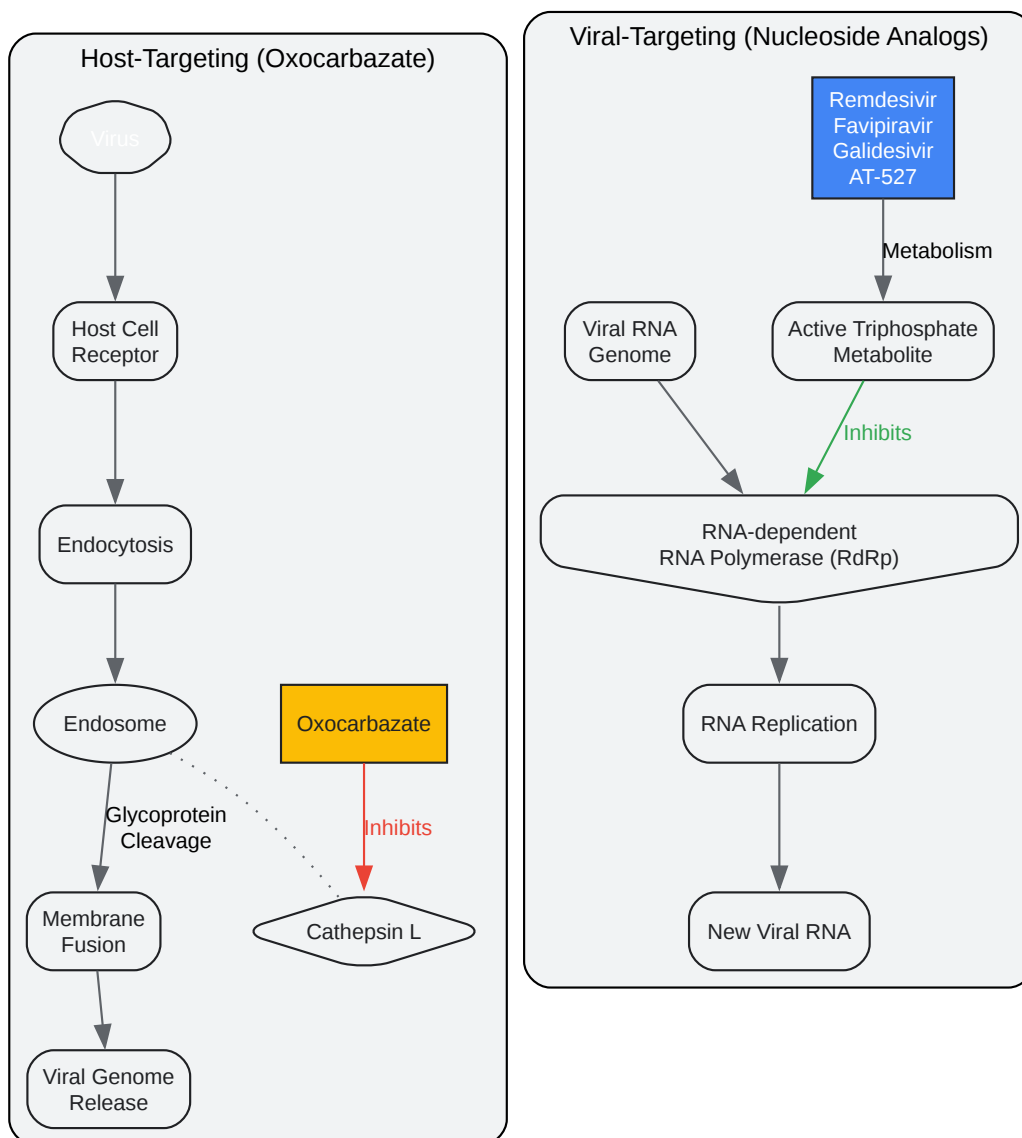 Host-Targeting (Oxocarbazate)
Virus
Host Cell
Receptor
Endocytosis
Endosome
Oxocarbazate
Glycoprotein
Cleavage
Inhibits
Membrane
Fusion
Cathepsin L
Viral Genome
Release
Viral-Targeting (Nucleoside Analogs)
Remdesivir
Favipiravir
Galidesivir
AT-527
Metabolism
Viral RNA
Genome
Active Triphosphate
Metabolite
Inhibits
RNA-dependent
RNA Polymerase (RdRp)
RNA Replication
New Viral RNA